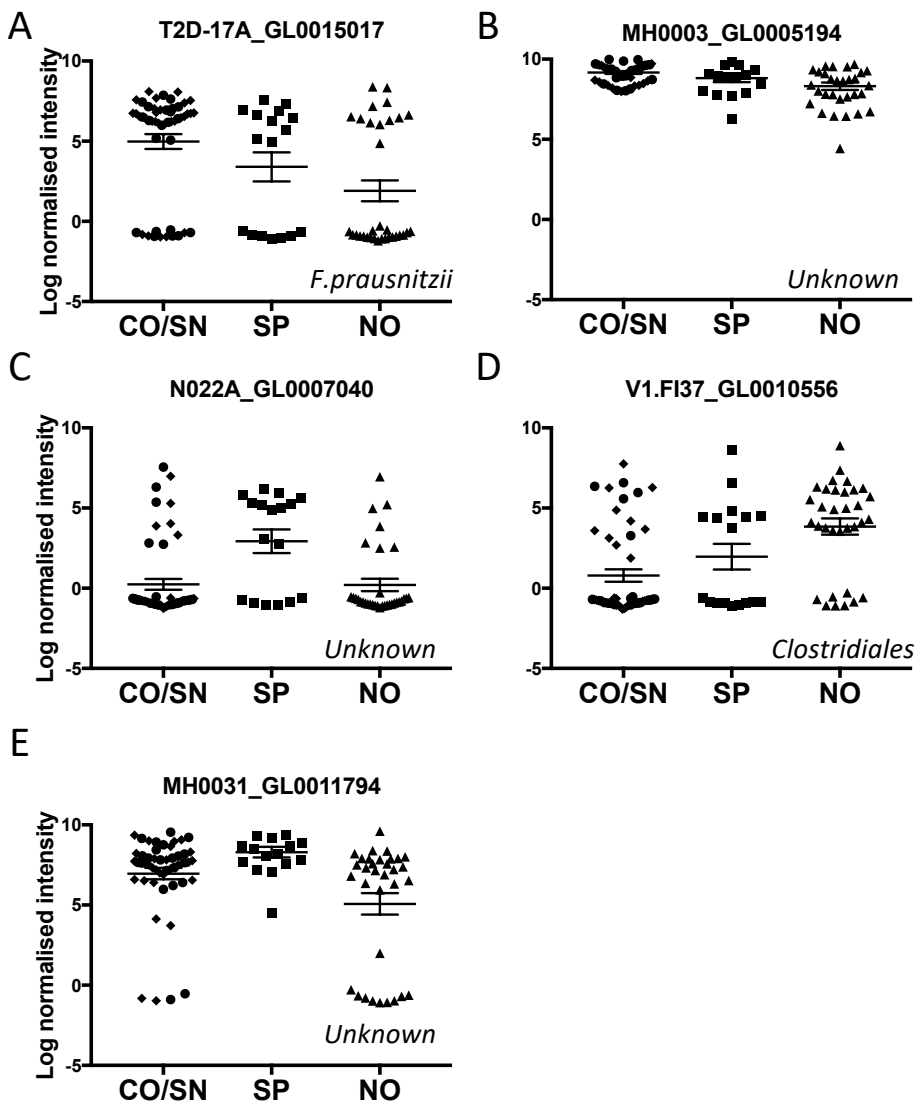 A
T2D-17A_GL0015017
Log normalised intensity
10
5
0
-5
F.prausnitzii
CO/SN SP NO
B
MH0003_GL0005194
10
5
0
-5
Unknown
CO/SN SP NO
C
N022A_GL0007040
Log normalised intensity
10
5
0
-5
Unknown
CO/SN SP NO
D
V1.FI37_GL0010556
10
5
0
-5
Clostridiales
CO/SN SP NO
E
MH0031_GL0011794
Log normalised intensity
10
5
0
-5
Unknown
CO/SN SP NO